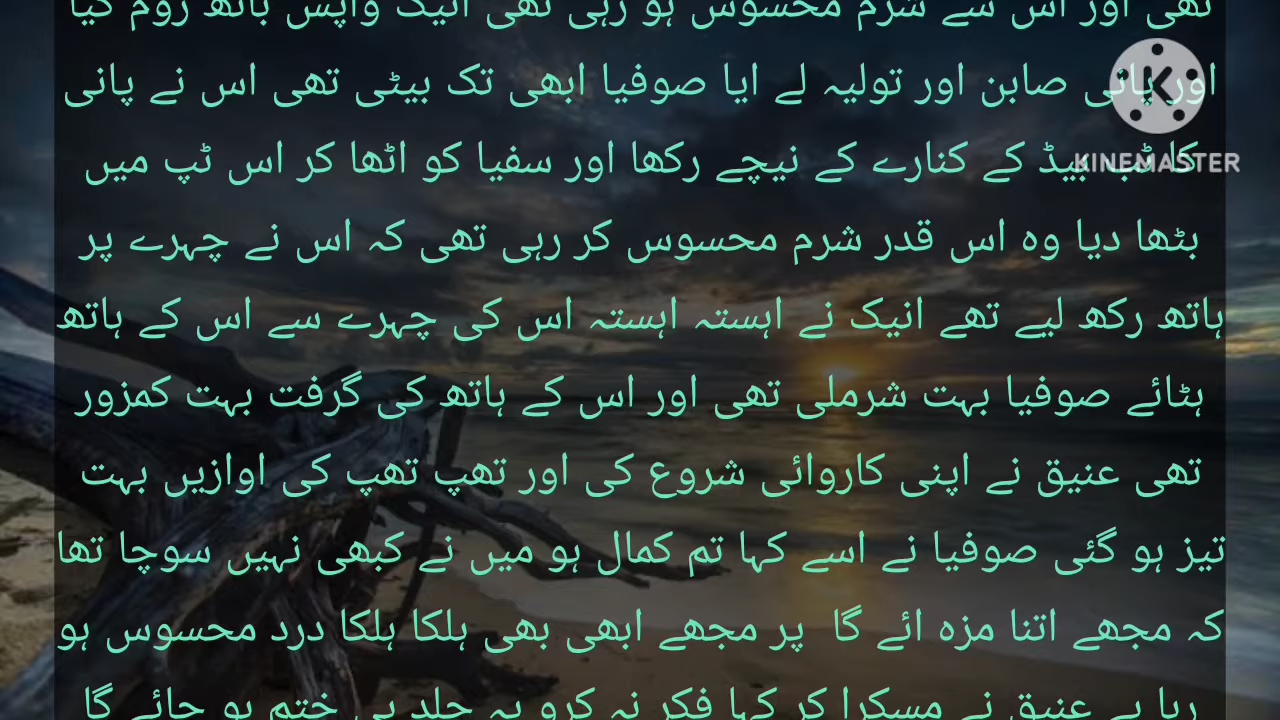 تھی اور اس سے شرم محسوس ہو رہی تھی انیک واپس باتھ روم گیا
اور پانی صابن اور تولیہ لے ایا صوفیا ابھی تک بیٹی تھی اس نے پانی
کا ٹب بیڈ کے کنارے کے نیچے رکھا اور سفیا کو اٹھا کر اس ٹپ میں
بٹھا دیا وہ اس قدر شرم محسوس کر رہی تھی کہ اس نے چہرے پر
ہاتھ رکھ لیے تھے انیک نے اہستہ اہستہ اس کی چہرے سے اس کے ہاتھ
ہٹائے صوفیا بہت شرملی تھی اور اس کے ہاتھ کی گرفت بہت کمزور
تھی عنیق نے اپنی کاروائی شروع کی اور تھپ تھپ کی اوازیں بہت
تیز ہو گئی صوفیا نے اسے کہا تم کمال ہو میں نے کبھی نہیں سوچا تھا
کہ مجھے اتنا مزہ ائے گا پر مجھے ابھی بھی ہلکا ہلکا درد محسوس ہو
رہا ہے عنیق نے مسکرا کر کہا فکر نہ کرو یہ جلد ہی ختم ہو جائے گا
KINEMASTER